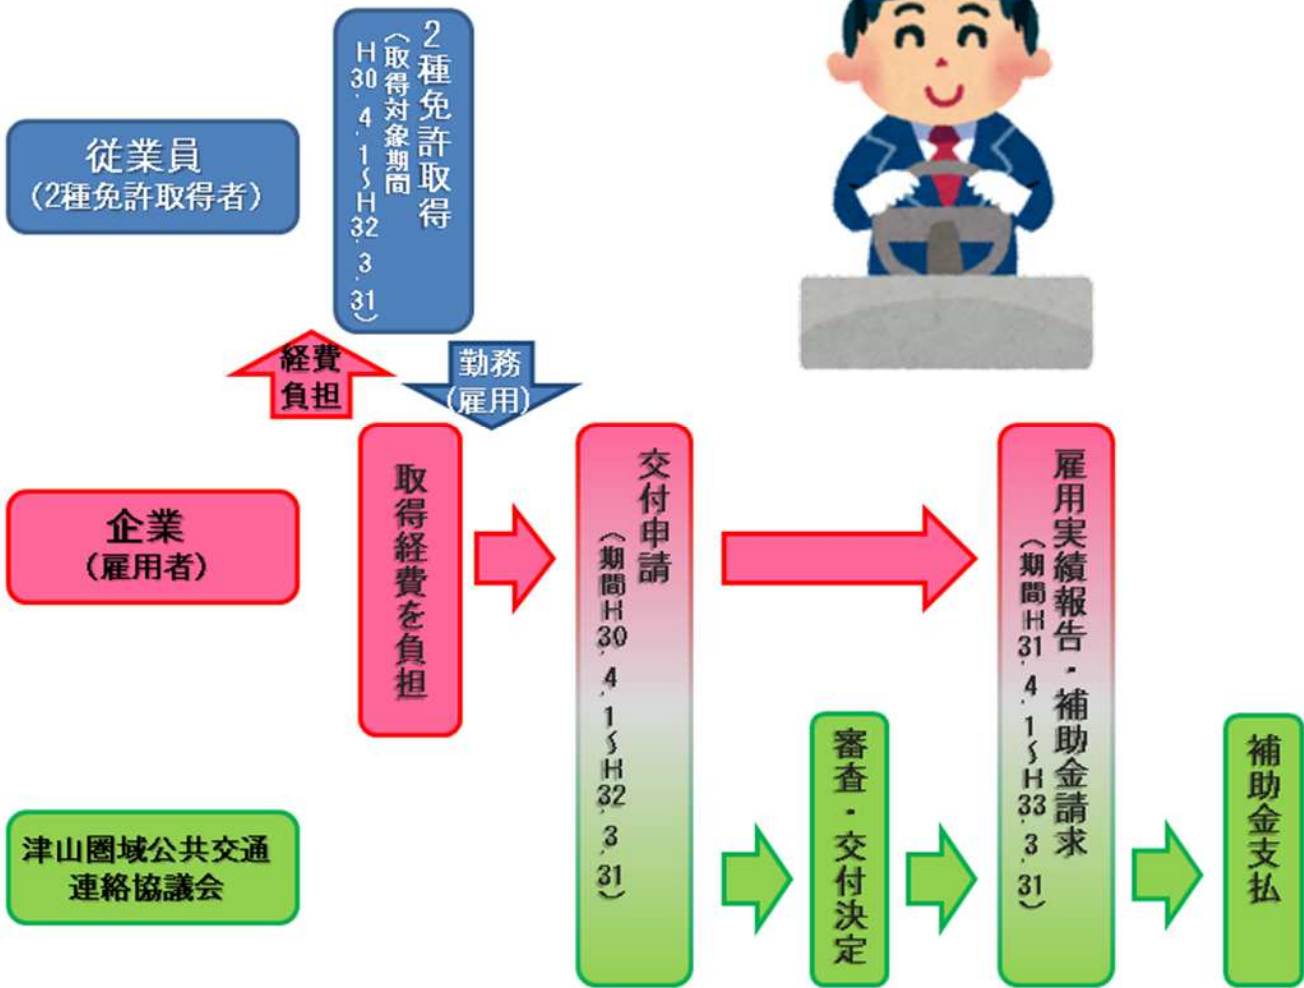 2種免許取得
（取得対象期間
H30.4.1～H32.3.31）
従業員
（2種免許取得者）
経費
負担
勤務
（雇用）
企業
（雇用者）
取得経費を負担
交付申請
（期間H30.4.1～H32.3.31）
雇用実績報告・補助金請求
（期間H31.4.1～H33.3.31）
津山圏域公共交通
連絡協議会
審査・交付決定
補助金支払